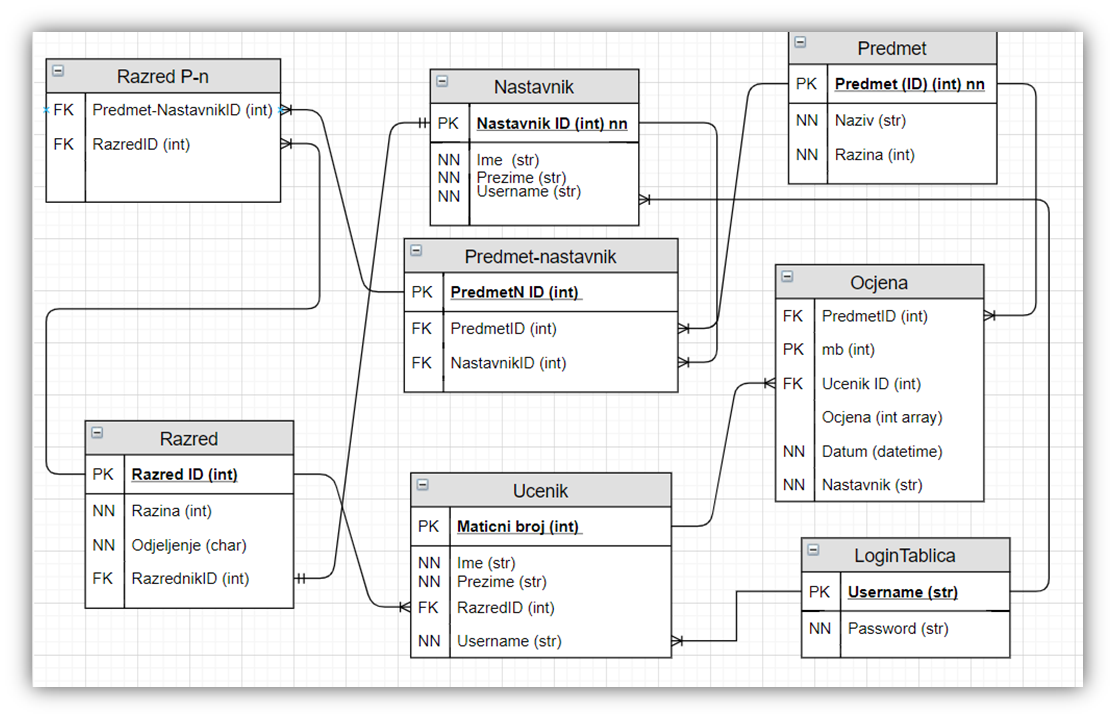 Razred P-n
FK Predmet-NastavnikID (int)
FK RazredID (int)
Nastavnik
PK Nastavnik ID (int) nn
NN Ime (str)
NN Prezime (str)
NN Username (str)
Predmet
PK Predmet (ID) (int) nn
NN Naziv (str)
NN Razina (int)
Predmet-nastavnik
PK PredmetN ID (int)
FK PredmetID (int)
FK NastavnikID (int)
Ocjena
FK PredmetID (int)
PK mb (int)
FK Ucenik ID (int)
Ocjena (int array)
NN Datum (datetime)
NN Nastavnik (str)
Razred
PK Razred ID (int)
NN Razina (int)
NN Odjeljenje (char)
FK RazrednikID (int)
Ucenik
PK Maticni broj (int)
NN Ime (str)
NN Prezime (str)
FK RazredID (int)
NN Username (str)
LoginTablica
PK Username (str)
NN Password (str)